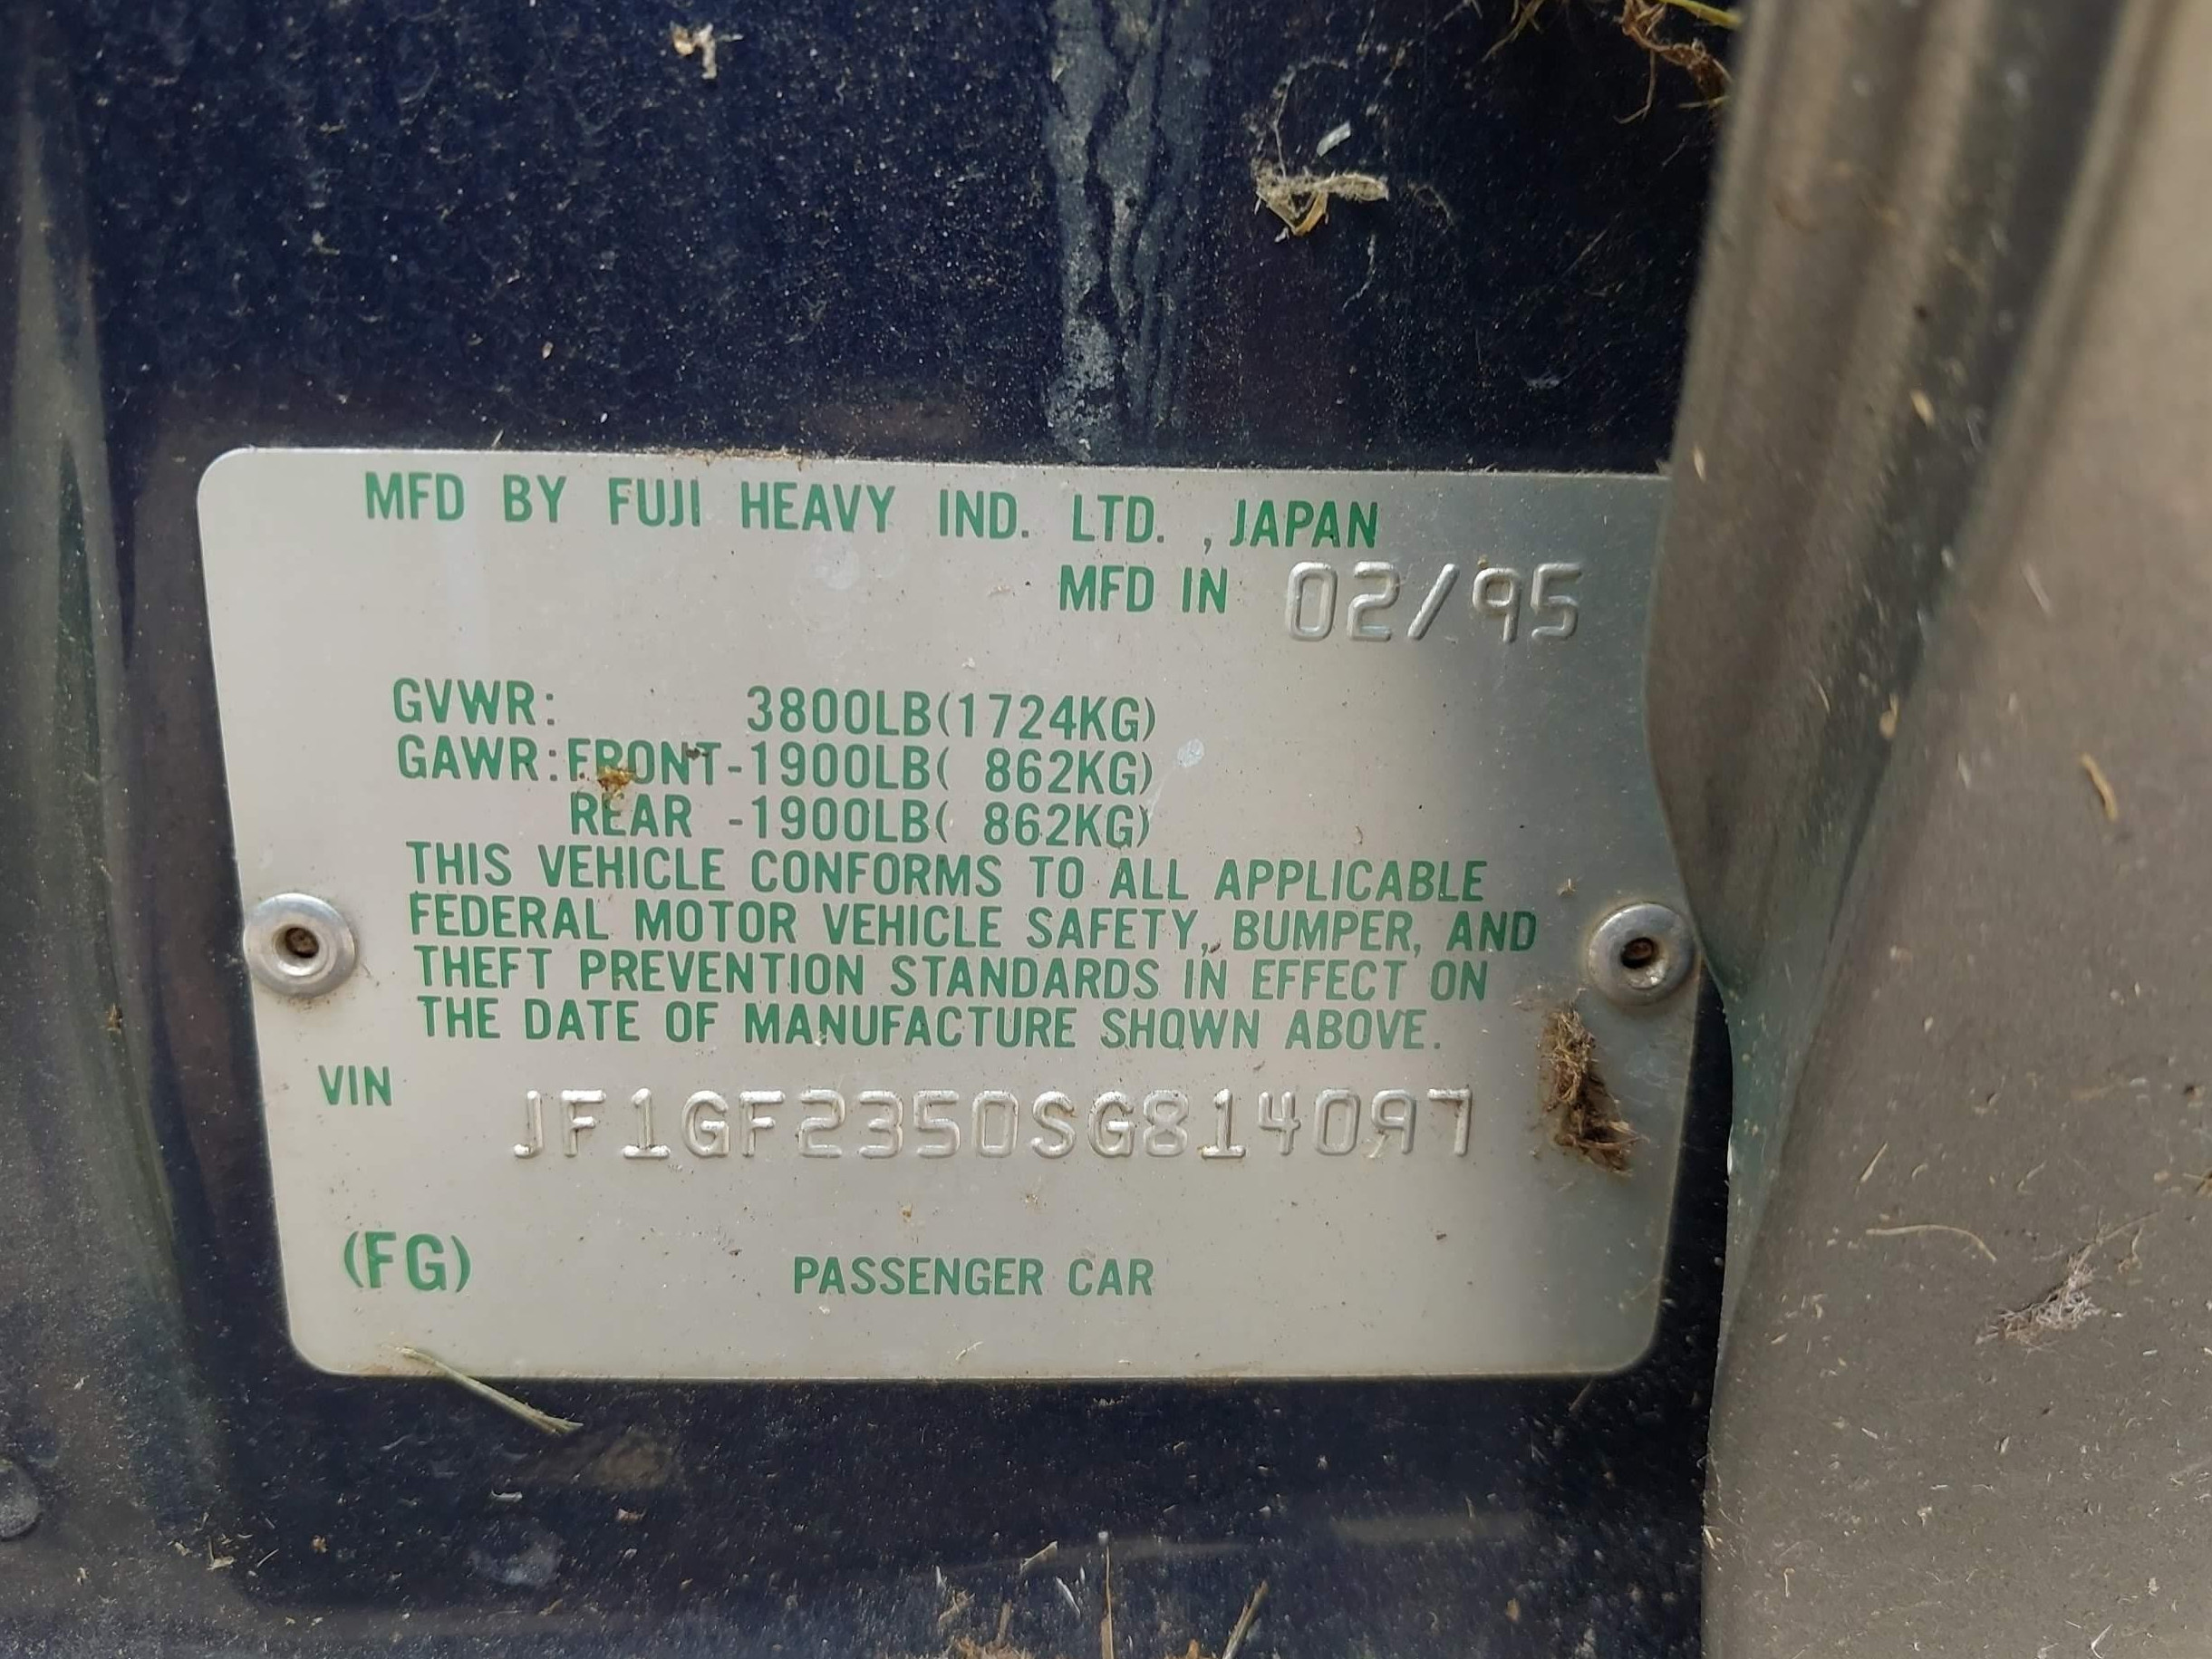 MFD BY FUJI HEAVY IND. LTD. , JAPAN
MFD IN 02/95
GVWR: 3800LB(1724KG)
GAWR:FRONT-1900LB( 862KG)
REAR -1900LB( 862KG)
THIS VEHICLE CONFORMS TO ALL APPLICABLE
FEDERAL MOTOR VEHICLE SAFETY, BUMPER, AND
THEFT PREVENTION STANDARDS IN EFFECT ON
THE DATE OF MANUFACTURE SHOWN ABOVE.
VIN JF1GF2350SG814097
(FG) PASSENGER CAR